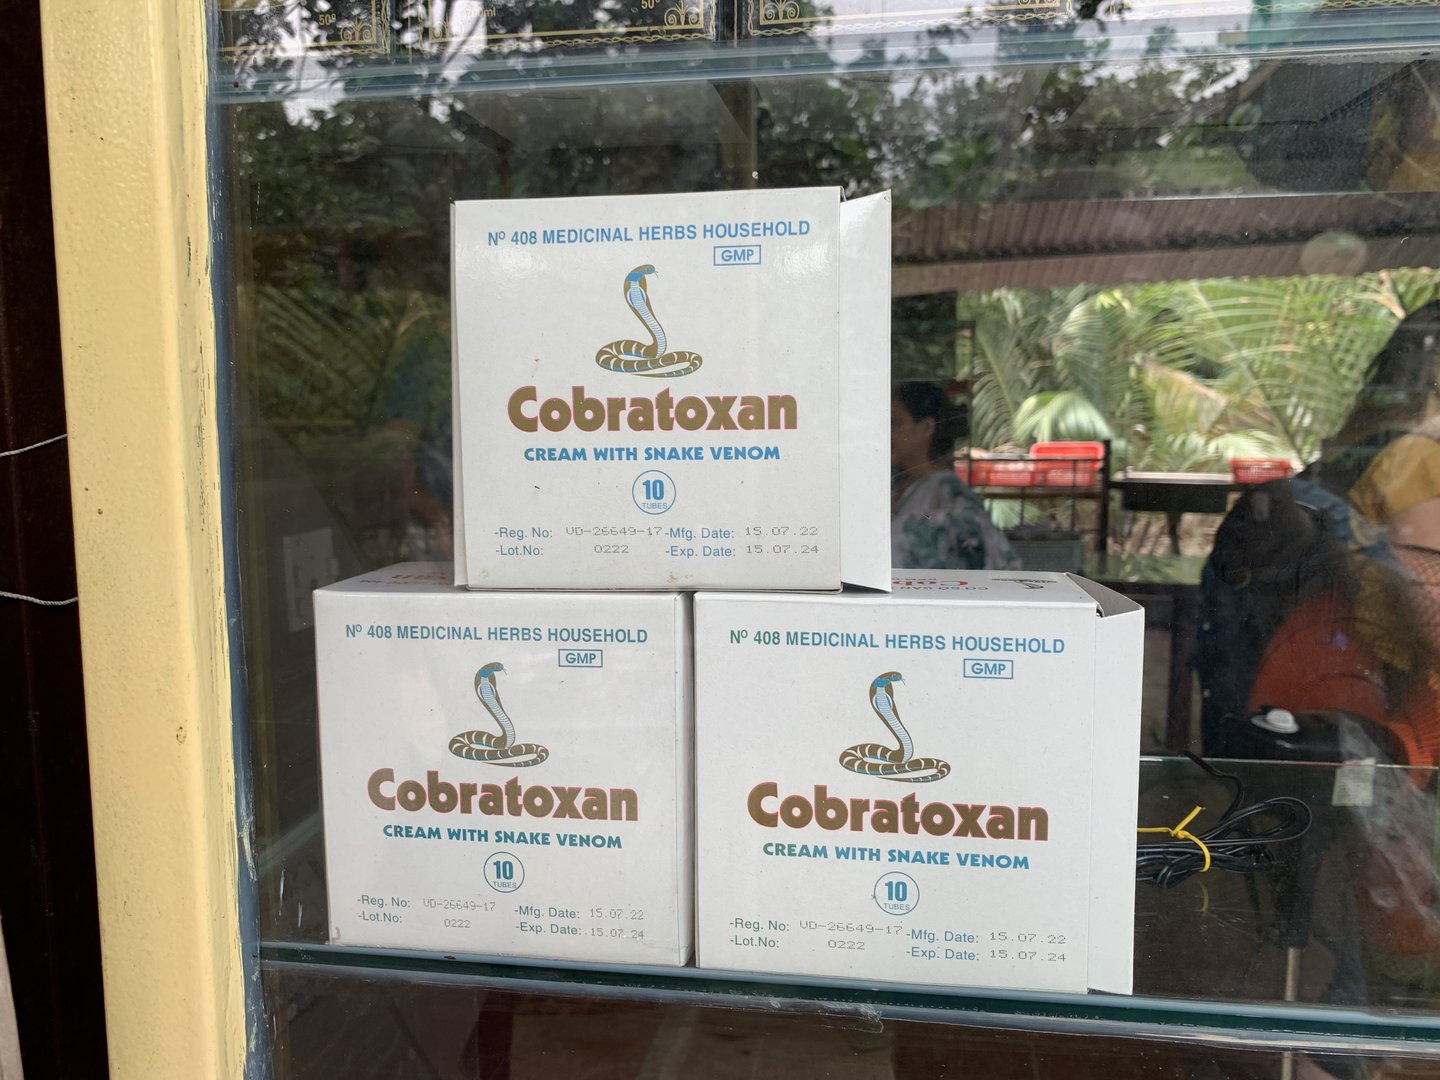 50º
ml
50º
Nº 408 MEDICINAL HERBS HOUSEHOLD
GMP
Cobratoxan
CREAM WITH SNAKE VENOM
10
TUBES
-Reg. No: VD-26649-17 -Mfg. Date: 15.07.22
-Lot.No: 0222 -Exp. Date: 15.07.24
Nº 408 MEDICINAL HERBS HOUSEHOLD
GMP
Cobratoxan
CREAM WITH SNAKE VENOM
10
TUBES
-Reg. No: VD-26649-17 -Mfg. Date: 15.07.22
-Lot.No: 0222 -Exp. Date: 15.07.24
Nº 408 MEDICINAL HERBS HOUSEHOLD
GMP
Cobratoxan
CREAM WITH SNAKE VENOM
10
TUBES
-Reg. No: VD-26649-17 -Mfg. Date: 15.07.22
-Lot.No: 0222 -Exp. Date: 15.07.24